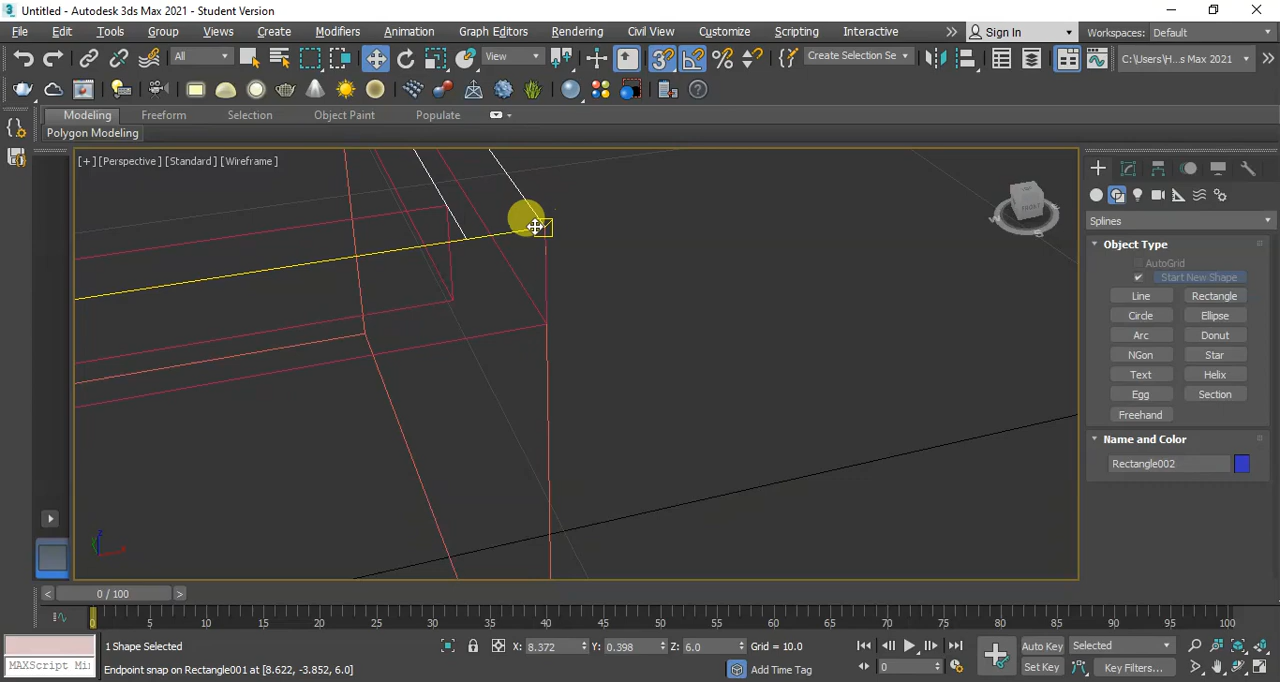 Untitled - Autodesk 3ds Max 2021 - Student Version
File Edit Tools Group Views Create Modifiers Animation Graph Editors Rendering Civil View Customize Scripting Interactive Sign In Workspaces: Default
All View Create Selection Se C:\Users\H...s Max 2021
Modeling Freeform Selection Object Paint Populate
Polygon Modeling
[+] [Perspective] [Standard] [Wireframe]
FRONT
W
S
Splines
Object Type
AutoGrid
Start New Shape
Line Rectangle
Circle Ellipse
Arc Donut
NGon Star
Text Helix
Egg Section
Freehand
Name and Color
Rectangle002
0 / 100
0 5 10 15 20 25 30 35 40 45 50 55 60 65 70 75 80 85 90 95 100
1 Shape Selected X: 8.372 Y: 0.398 Z: 6.0 Grid = 10.0 Auto Key Selected
MAXScript Mi Endpoint snap on Rectangle001 at [8.622, -3.852, 6.0] Add Time Tag 0 Set Key Key Filters...